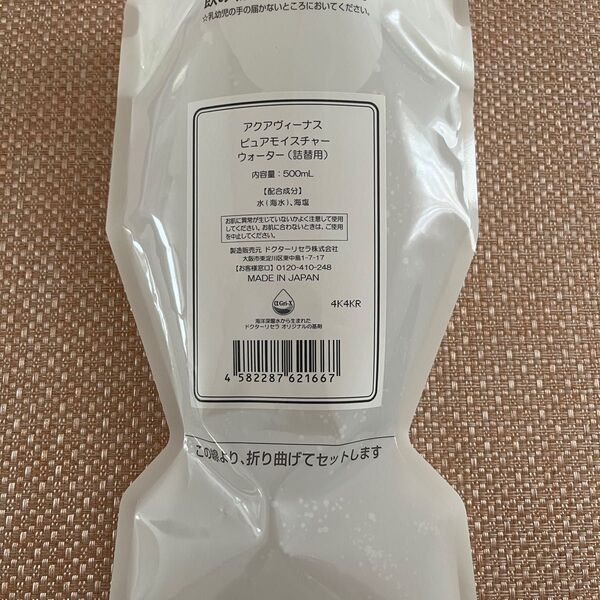 ☆乳幼児の手の届かないところにおいてください。
アクアヴィーナス
ピュアモイスチャー
ウォーター(詰替用)
内容量:500mL
【配合成分】
水(海水)、海塩
お肌に異常が生じていないかよく注意して使用
してください。お肌に合わないときは、ご使用
を中止してください。
製造販売元 ドクターリセラ株式会社
大阪市東淀川区東中島1-7-17
【お客様窓口】0120-410-248
MADE IN JAPAN
αGri-X
4K4KR
海洋深層水から生まれた
ドクターリセラ オリジナルの基剤
4 582287 621667
この線より、折り曲げてセットします